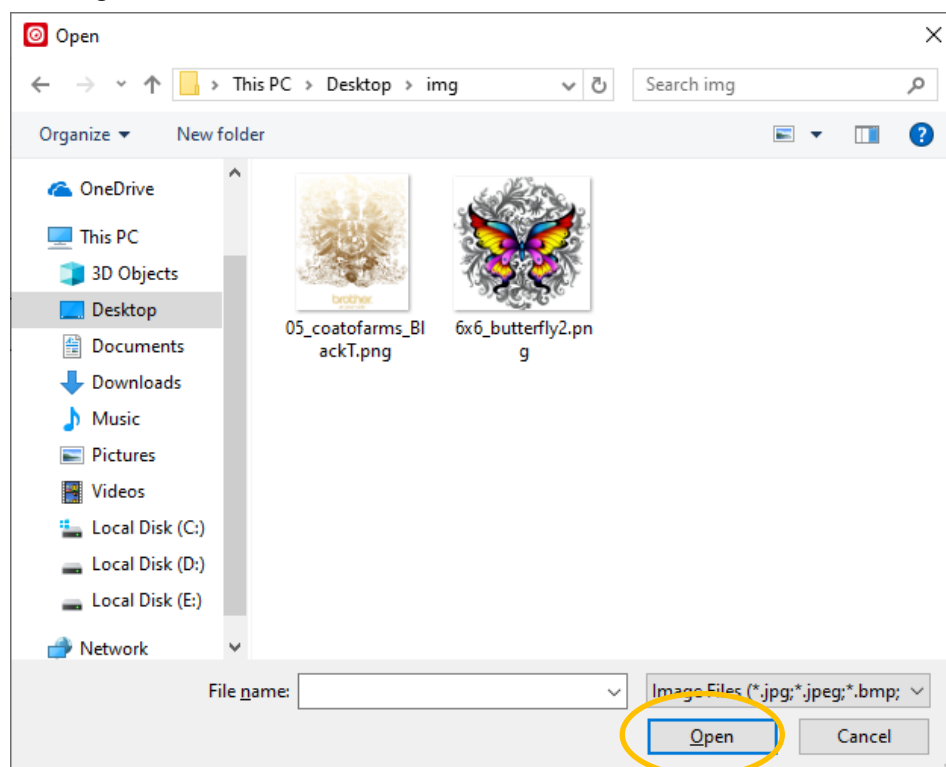 Open
This PC > Desktop > img
Search img
Organize
New folder
OneDrive
This PC
3D Objects
Desktop
Documents
Downloads
Music
Pictures
Videos
Local Disk (C:)
Local Disk (D:)
Local Disk (E:)
Network
brother
05_coatofarms_Bl
ackT.png
6x6_butterfly2.pn
g
File name:
Image Files (*.jpg;*.jpeg;*.bmp;
Open
Cancel